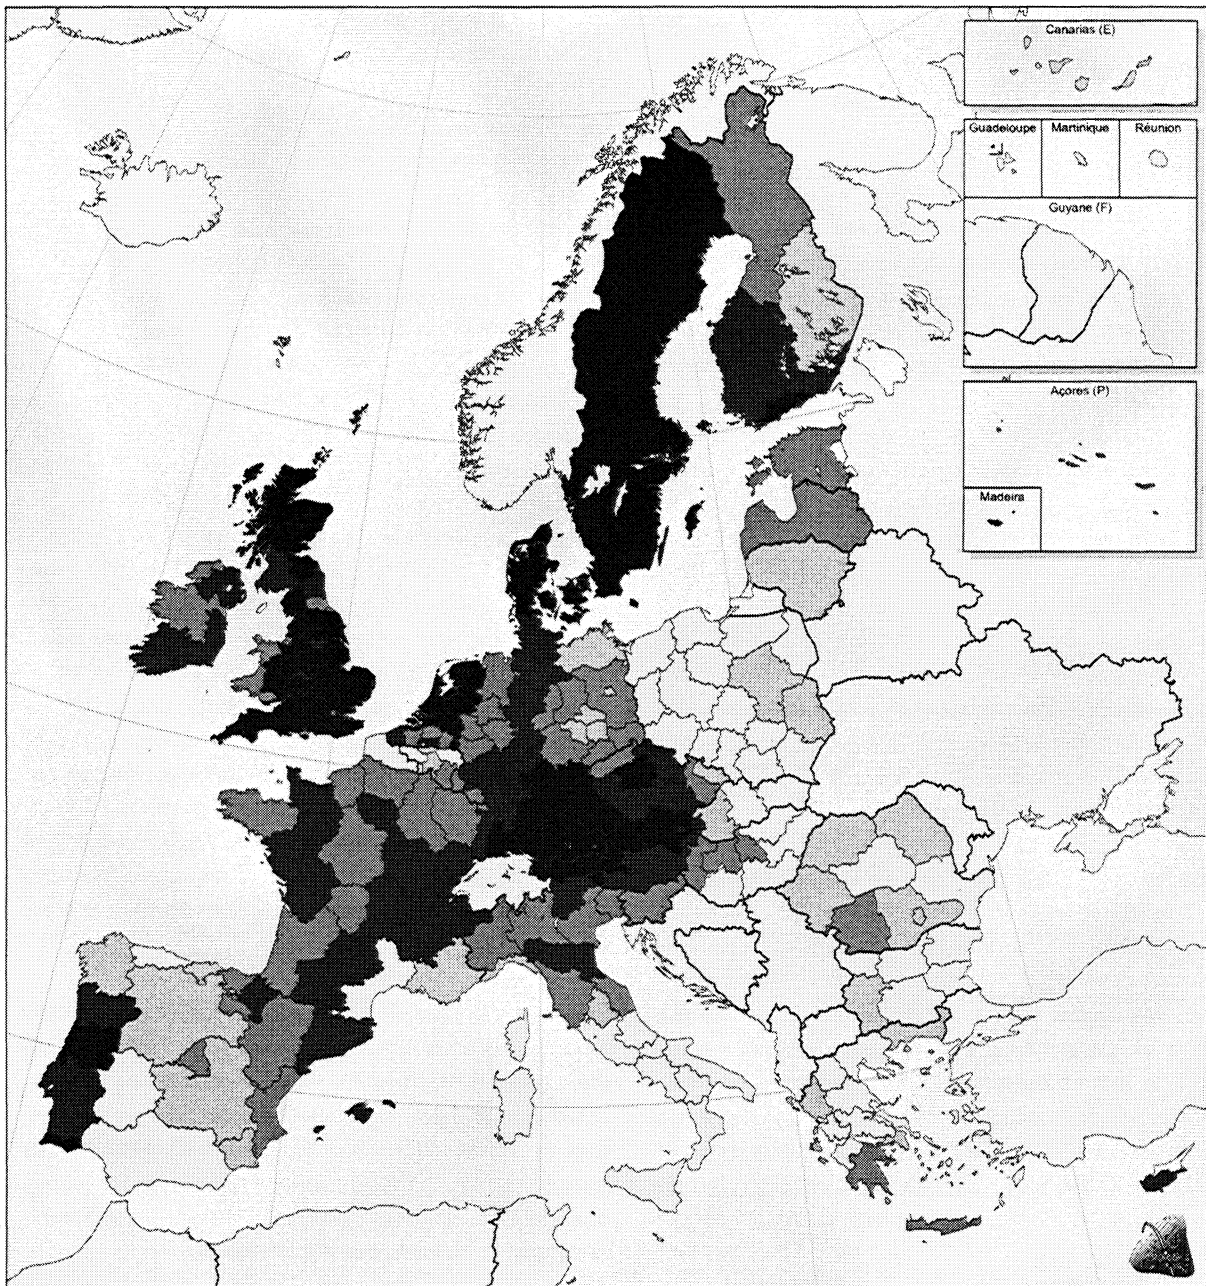 Canarias (E)
Guadeloupe
Martinique
Réunion
Guyane (F)
Açores (P)
Madeira